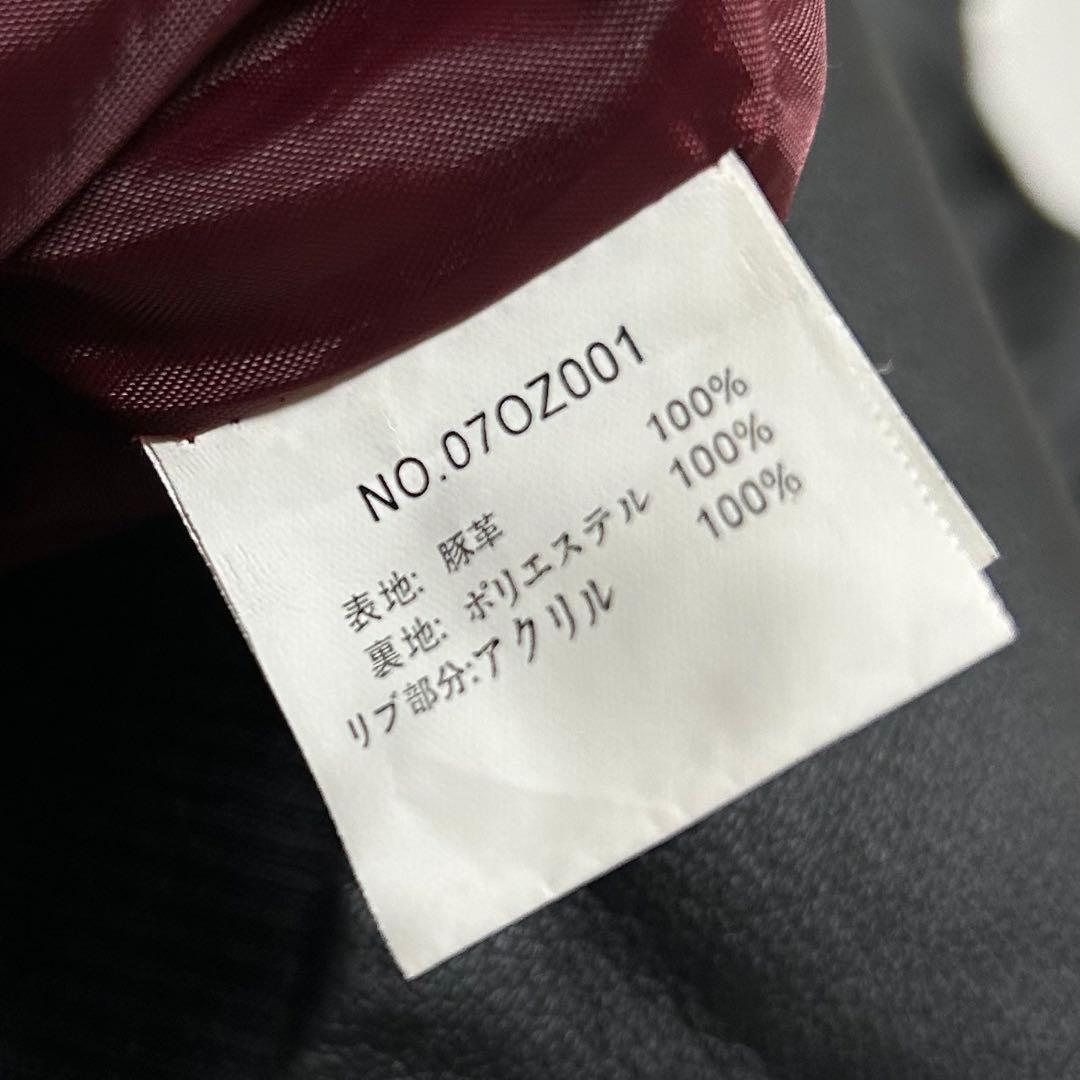 NO.07OZ001
表地: 豚革 100%
裏地: ポリエステル 100%
リブ部分:アクリル 100%